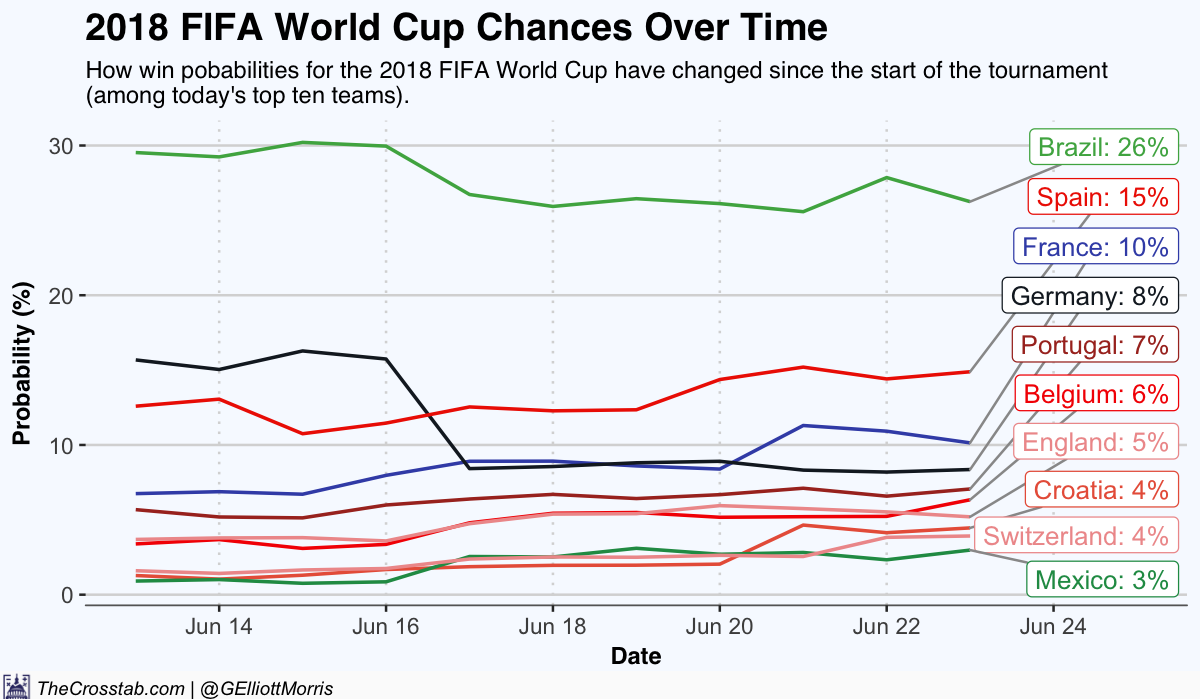 2018 FIFA World Cup Chances Over Time
How win pobabilities for the 2018 FIFA World Cup have changed since the start of the tournament
(among today's top ten teams).
Probability (%)
30
20
10
0
Brazil: 26%
Spain: 15%
France: 10%
Germany: 8%
Portugal: 7%
Belgium: 6%
England: 5%
Croatia: 4%
Switzerland: 4%
Mexico: 3%
Jun 14
Jun 16
Jun 18
Jun 20
Jun 22
Jun 24
Date
TheCrosstab.com | @GElliottMorris